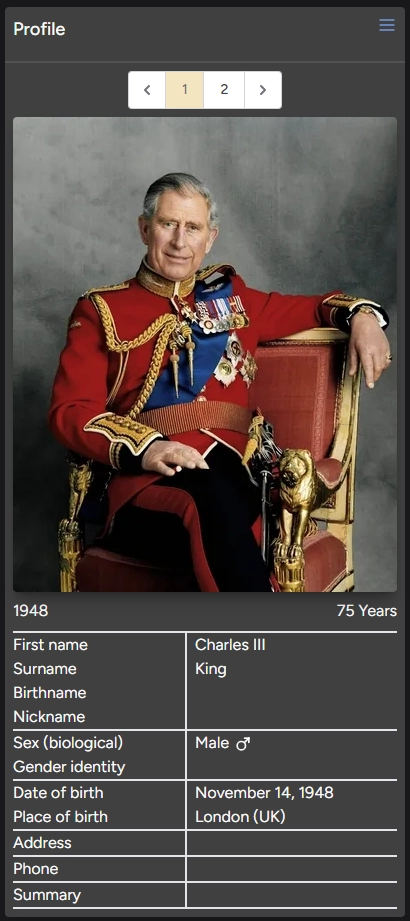 Profile
1 2
1948 75 Years
First name Charles III
Surname King
Birthname
Nickname
Sex (biological) Male ♂
Gender identity
Date of birth November 14, 1948
Place of birth London (UK)
Address
Phone
Summary